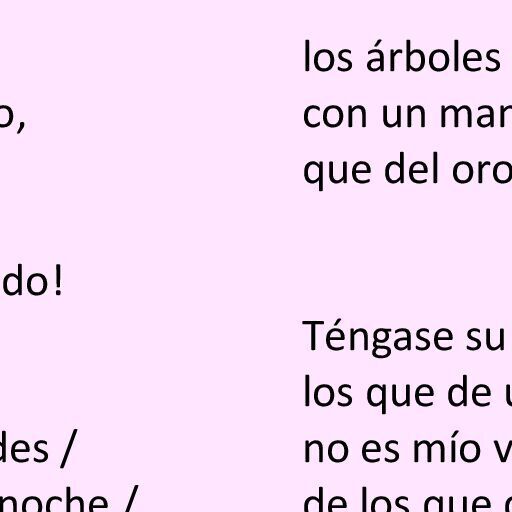 o,
do!
des /
noche /
los árboles
con un man
que del oro
Téngase su
los que de u
no es mío v
de los que